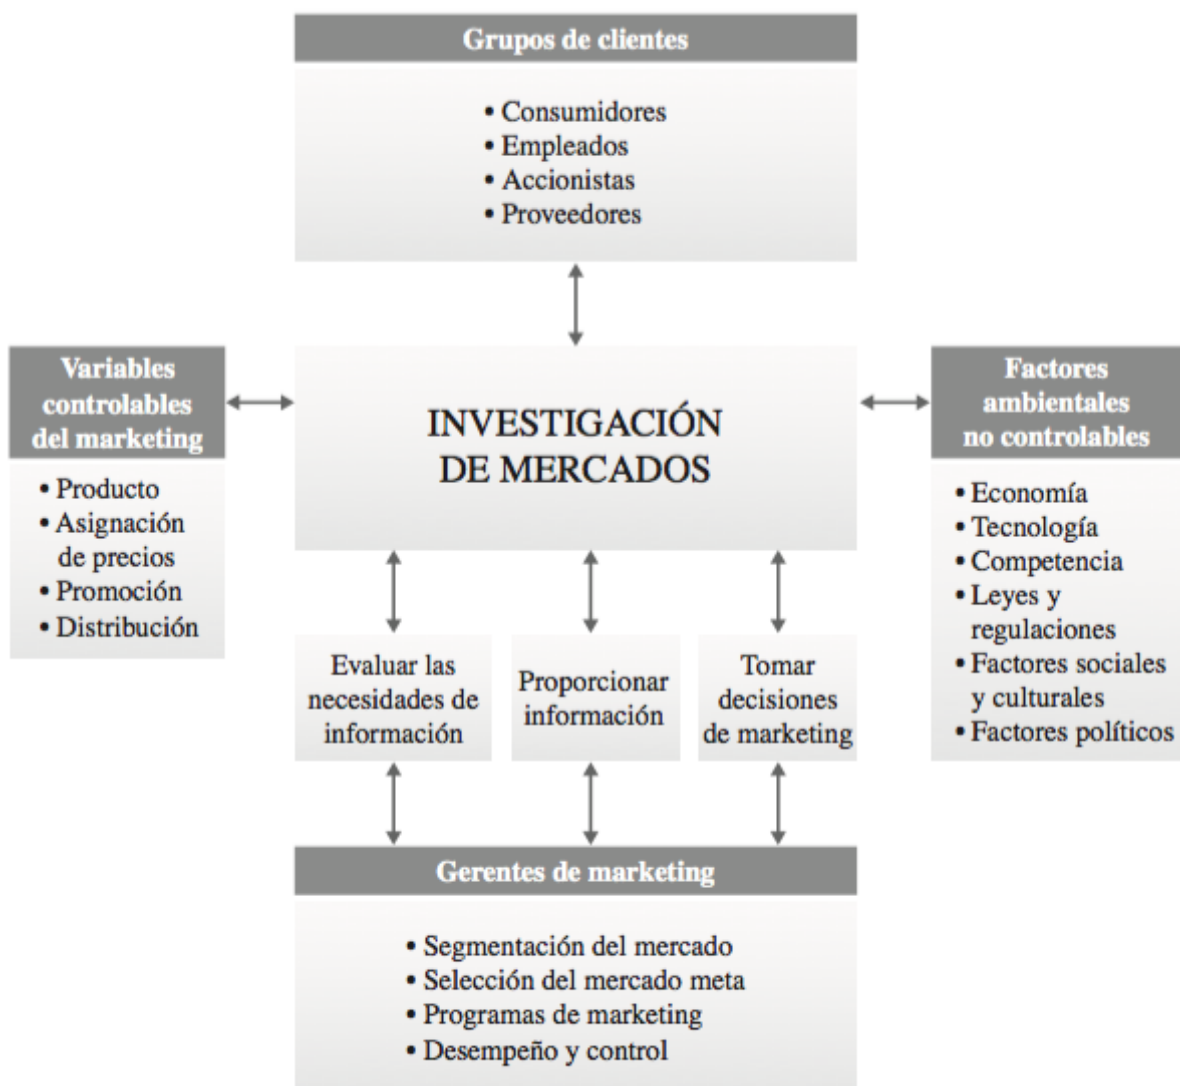 Grupos de clientes
• Consumidores
• Empleados
• Accionistas
• Proveedores
Variables
controlables
del marketing
• Producto
• Asignación
de precios
• Promoción
• Distribución
INVESTIGACIÓN
DE MERCADOS
Factores
ambientales
no controlables
• Economía
• Tecnología
• Competencia
• Leyes y
regulaciones
• Factores sociales
y culturales
• Factores políticos
Evaluar las
necesidades de
información
Proporcionar
información
Tomar
decisiones
de marketing
Gerentes de marketing
• Segmentación del mercado
• Selección del mercado meta
• Programas de marketing
• Desempeño y control